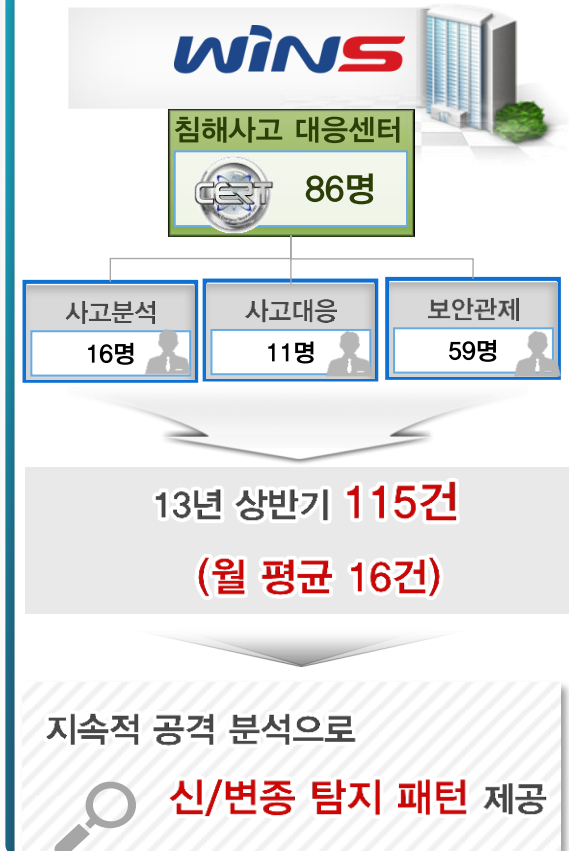 WINS
침해사고 대응센터
CERT
86명
사고분석
16명
사고대응
11명
보안관제
59명
13년 상반기 115건
(월 평균 16건)
지속적 공격 분석으로
신/변종 탐지 패턴 제공